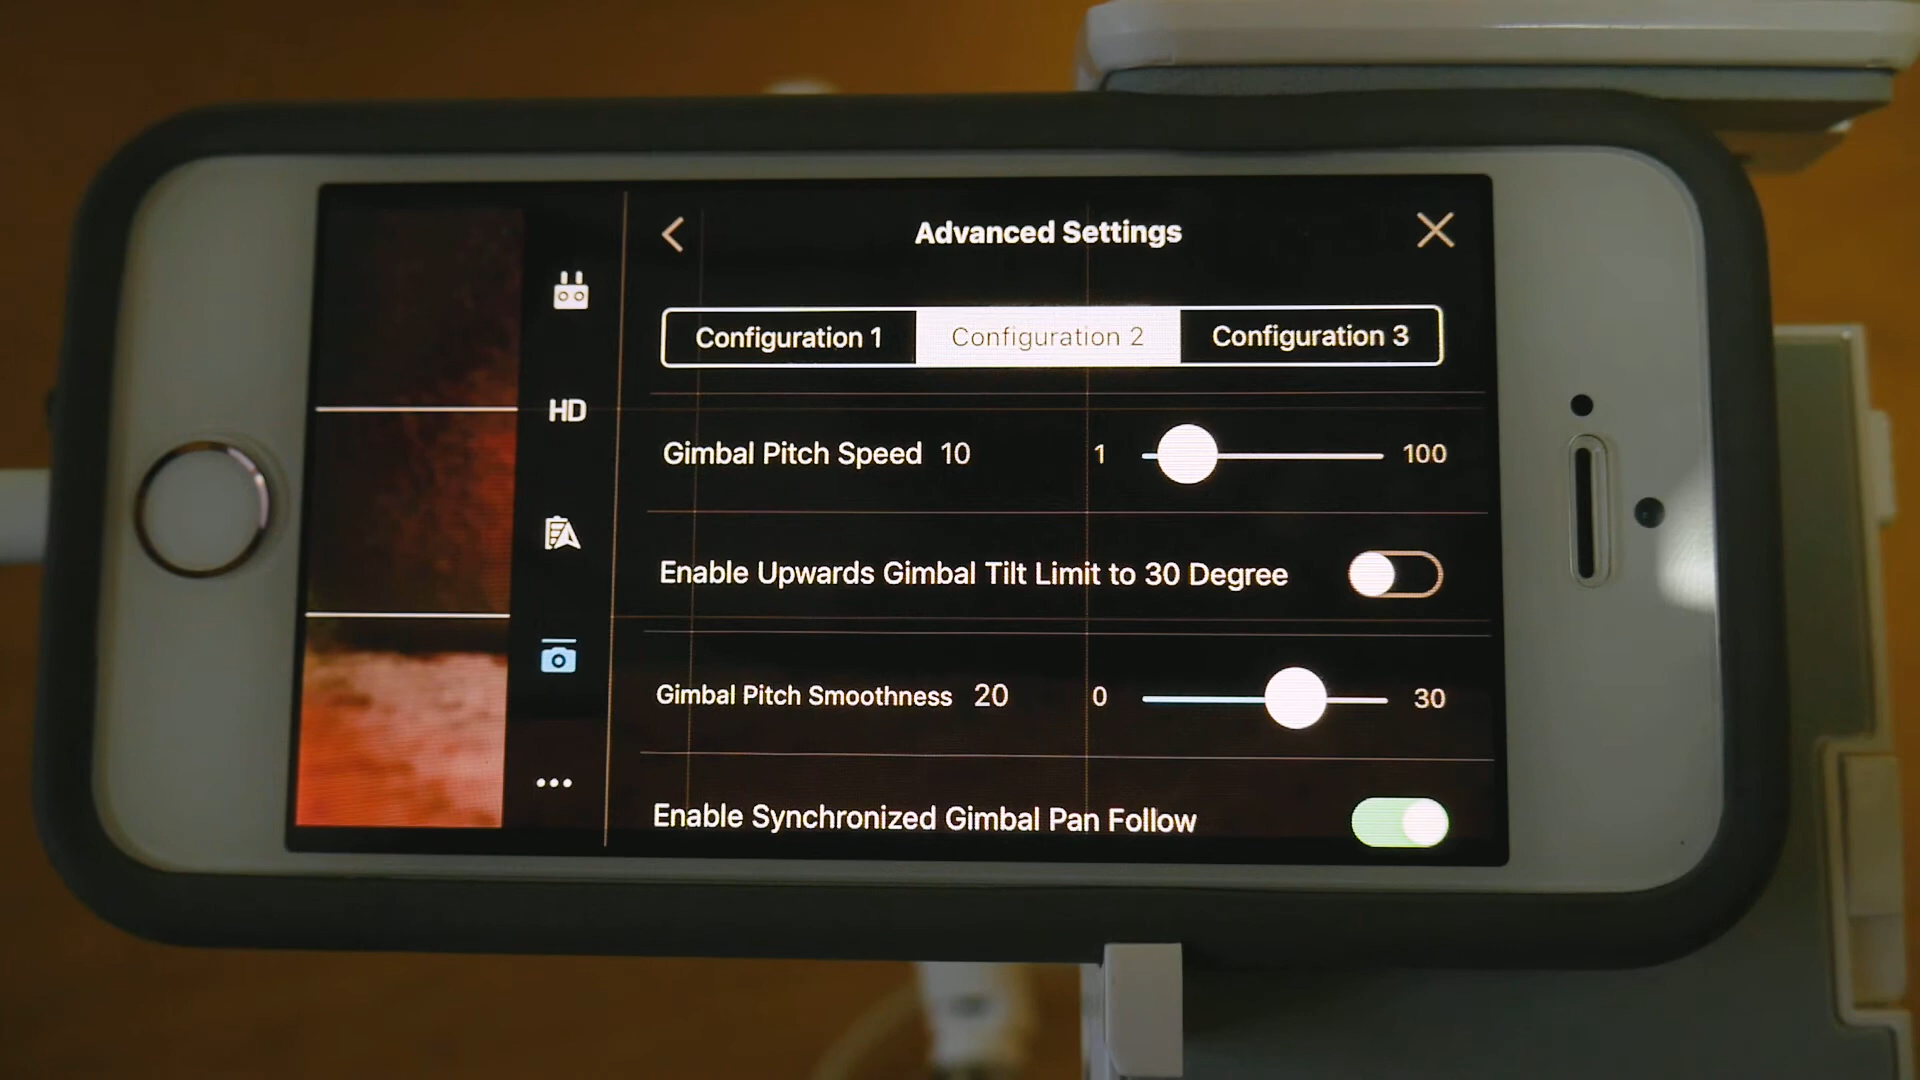 Advanced Settings
Configuration 1 Configuration 2 Configuration 3
HD
Gimbal Pitch Speed 10 1 100
Enable Upwards Gimbal Tilt Limit to 30 Degree
Gimbal Pitch Smoothness 20 0 30
Enable Synchronized Gimbal Pan Follow